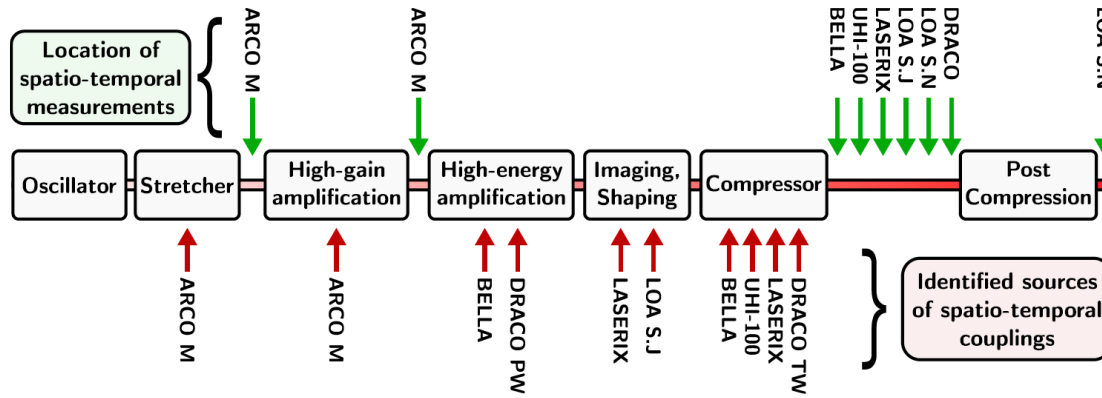 Location of
spatio-temporal
measurements
ARCO M
ARCO M
BELLA
UHI-100
LASERIX
LOA S.J
LOA S.N
DRACO
LOA S.N
Oscillator
Stretcher
High-gain
amplification
High-energy
amplification
Imaging,
Shaping
Compressor
Post
Compression
ARCO M
ARCO M
BELLA
DRACO PW
LASERIX
LOA S.J
BELLA
UHI-100
LASERIX
DRACO TW
Identified sources
of spatio-temporal
couplings